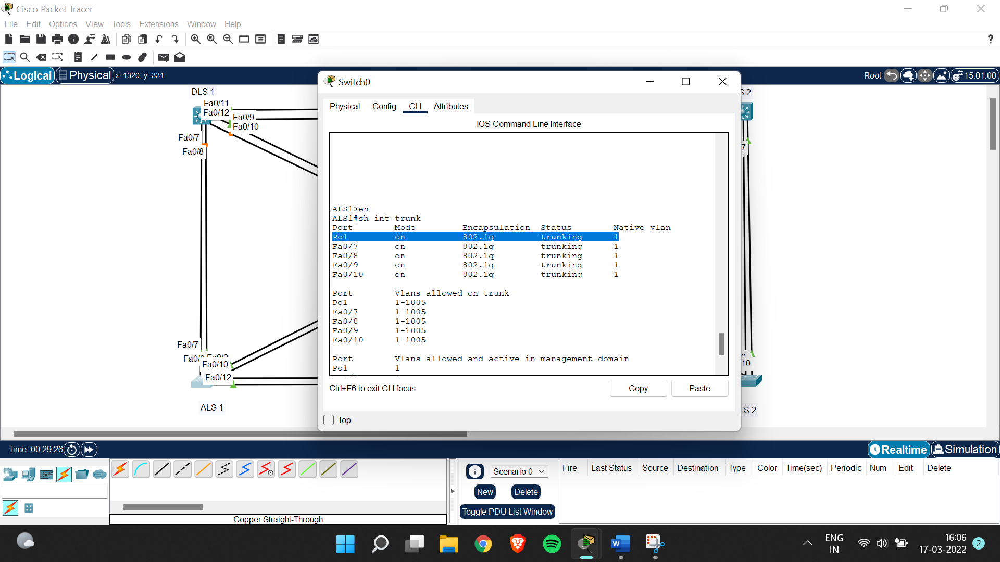 Cisco Packet Tracer
File Edit Options View Tools Extensions Window Help
Logical Physical x: 1320, y: 331
Root 15:01:00
DLS 1
Fa0/11
Fa0/12
Fa0/9
Fa0/10
Fa0/7
Fa0/8
Fa0/7
Fa0/10
Fa0/12
ALS 1
Switch0
Physical Config CLI Attributes
IOS Command Line Interface
ALS1>en
ALS1#sh int trunk
Port Mode Encapsulation Status Native vlan
Po1 on 802.1q trunking 1
Fa0/7 on 802.1q trunking 1
Fa0/8 on 802.1q trunking 1
Fa0/9 on 802.1q trunking 1
Fa0/10 on 802.1q trunking 1
Port Vlans allowed on trunk
Po1 1-1005
Fa0/7 1-1005
Fa0/8 1-1005
Fa0/9 1-1005
Fa0/10 1-1005
Port Vlans allowed and active in management domain
Po1 1
Ctrl+F6 to exit CLI focus
Copy Paste
Top
S 2
7
10
LS 2
Time: 00:29:26
Realtime Simulation
Scenario 0
New Delete
Toggle PDU List Window
Fire Last Status Source Destination Type Color Time(sec) Periodic Num Edit Delete
Copper Straight-Through
ENG
IN
16:06
17-03-2022
2